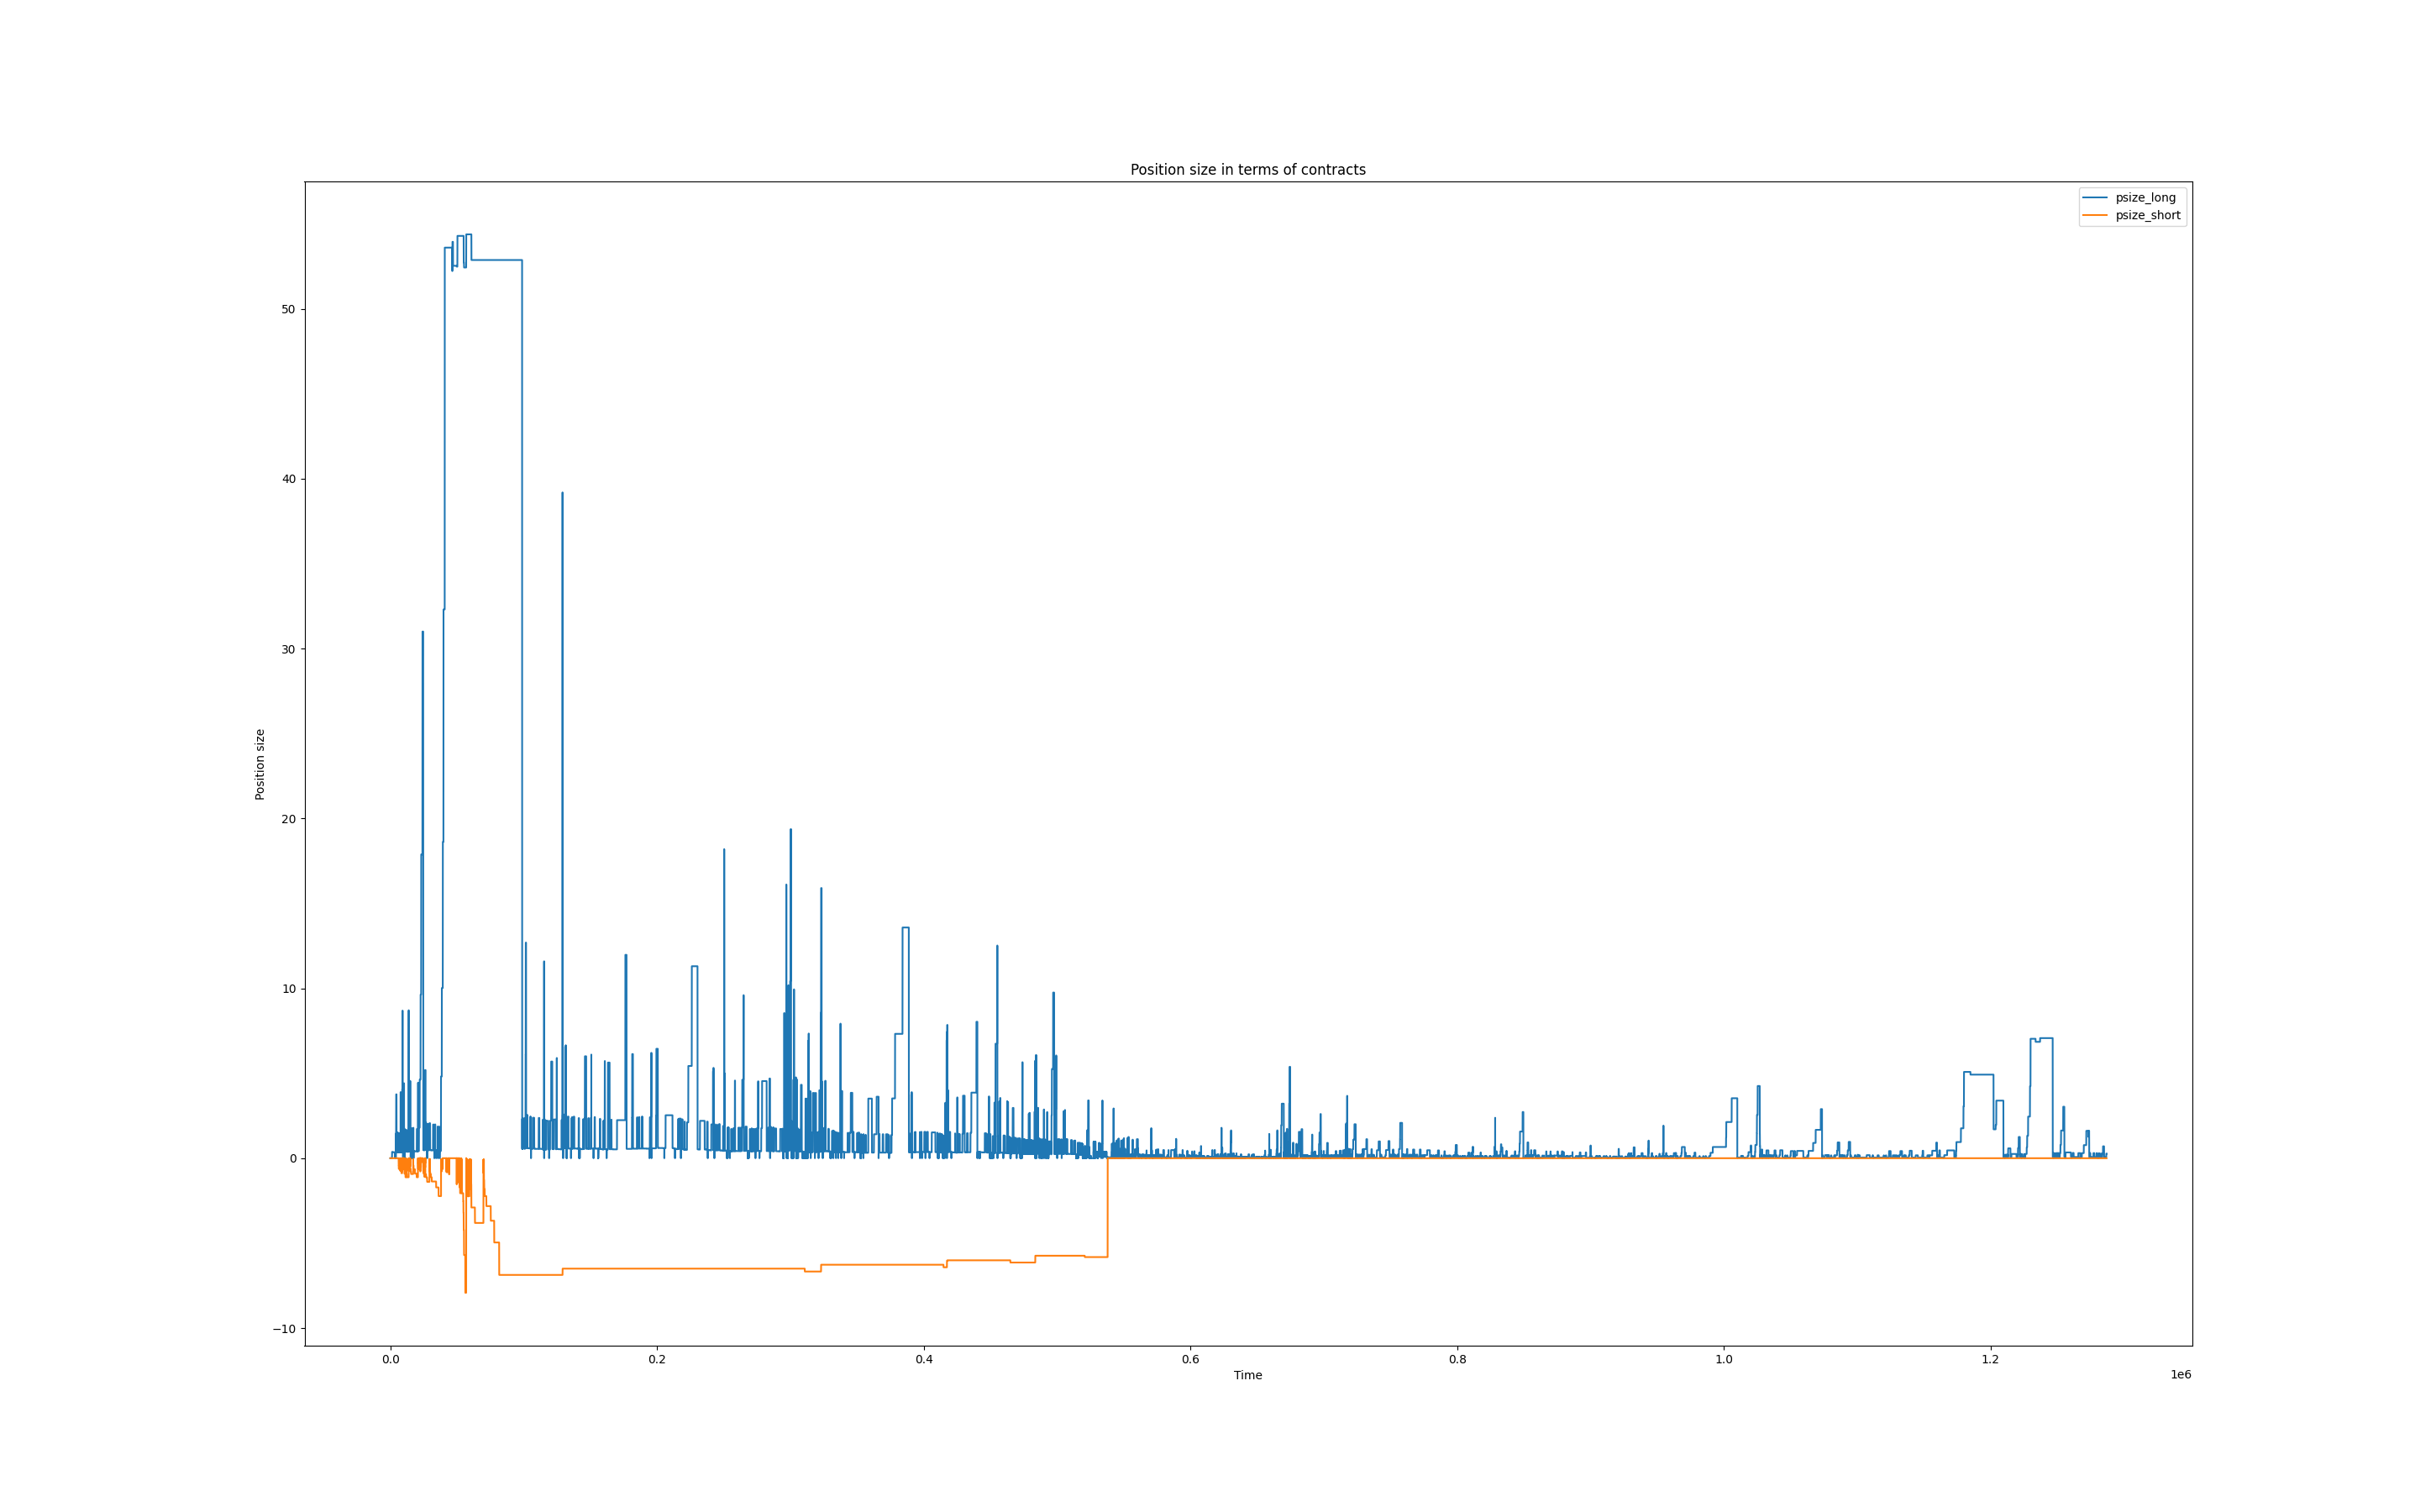 Position size in terms of contracts
psize_long
psize_short
Position size
50
40
30
20
10
0
−10
0.0 0.2 0.4 0.6 0.8 1.0 1.2
Time
1e6